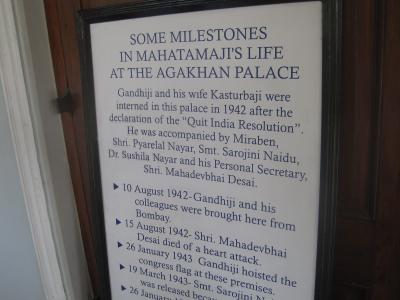 SOME MILESTONES
IN MAHATAMAJI'S LIFE
AT THE AGAKHAN PALACE
Gandhiji and his wife Kasturbaji were
interned in this palace in 1942 after the
declaration of the "Quit India Resolution".
He was accompanied by Miraben,
Shri. Pyarelal Nayar, Smt. Sarojini Naidu,
Dr. Sushila Nayar and his Personal Secretary,
Shri. Mahadevbhai Desai.
10 August 1942- Gandhiji and his
colleagues were brought here from
Bombay.
15 August 1942- Shri. Mahadevbhai
Desai died of a heart attack.
26 January 1943 Gandhiji hoisted the
congress flag at these premises.
19 March 1943- Smt. Sarojini
was released
26 January